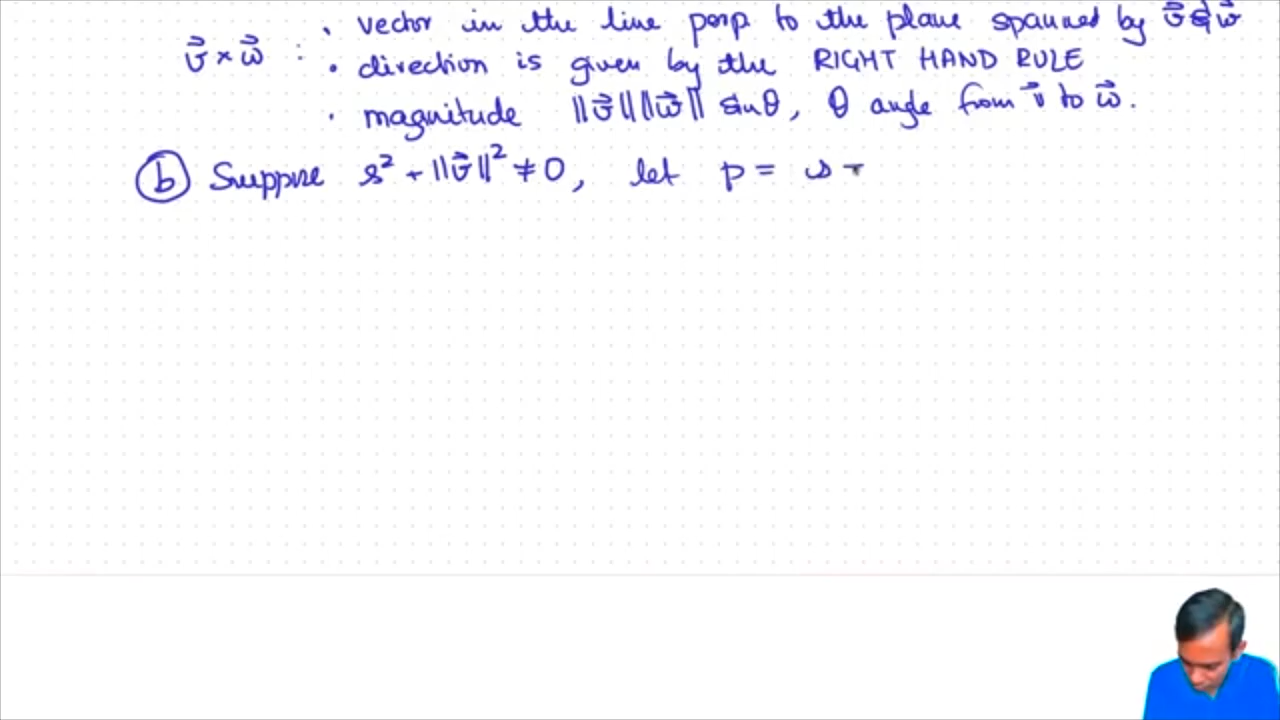 • vector in the line perp to the plane spanned by v⃗ & w⃗
v⃗ × w⃗ : • direction is given by the RIGHT HAND RULE
• magnitude ‖v⃗‖‖w⃗‖ sinθ, θ angle from v⃗ to w⃗.
ⓑ Suppose s² + ‖v⃗‖² ≠ 0, let p = s